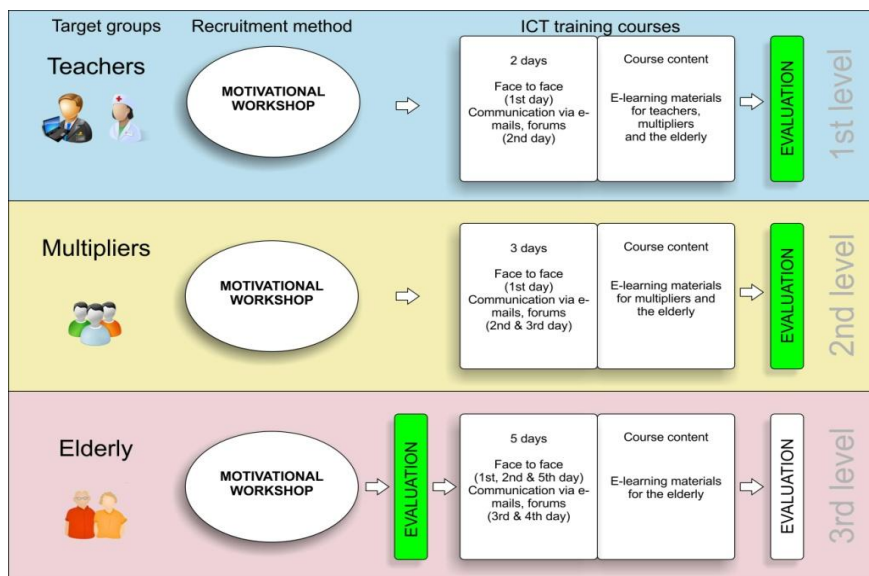 Target groups
Recruitment method
ICT training courses
Teachers
MOTIVATIONAL
WORKSHOP
2 days
Face to face
(1st day)
Communication via e-
mails, forums
(2nd day)
Course content
E-learning materials
for teachers,
multipliers
and the elderly
EVALUATION
1st level
Multipliers
MOTIVATIONAL
WORKSHOP
3 days
Face to face
(1st day)
Communication via e-
mails, forums
(2nd & 3rd day)
Course content
E-learning materials
for multipliers and
the elderly
EVALUATION
2nd level
Elderly
MOTIVATIONAL
WORKSHOP
EVALUATION
5 days
Face to face
(1st, 2nd & 5th day)
Communication via e-
mails, forums
(3rd & 4th day)
Course content
E-learning materials
for the elderly
EVALUATION
3rd level